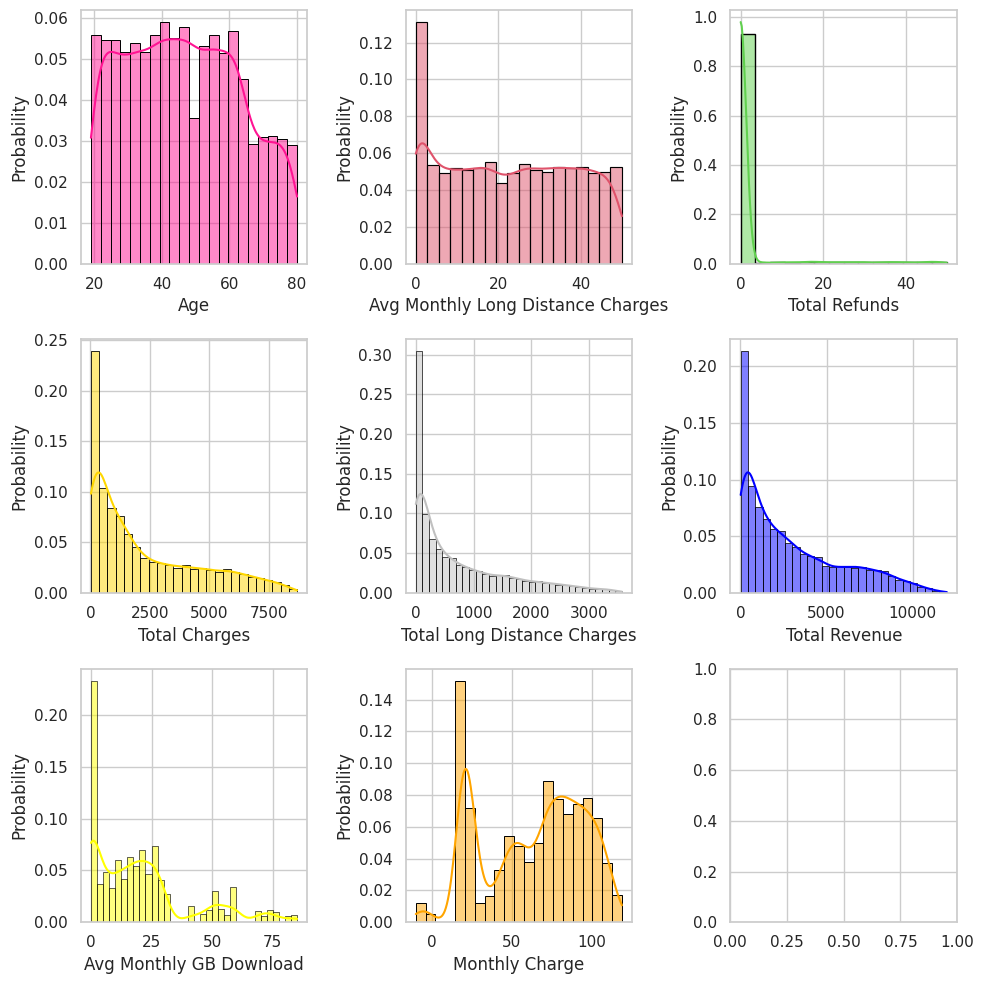 0.06
0.05
0.04
0.03
0.02
0.01
0.00
Probability
20 40 60 80
Age
0.12
0.10
0.08
0.06
0.04
0.02
0.00
Probability
0 20 40
Avg Monthly Long Distance Charges
1.0
0.8
0.6
0.4
0.2
0.0
Probability
0 20 40
Total Refunds
0.25
0.20
0.15
0.10
0.05
0.00
Probability
0 2500 5000 7500
Total Charges
0.30
0.25
0.20
0.15
0.10
0.05
0.00
Probability
0 1000 2000 3000
Total Long Distance Charges
0.20
0.15
0.10
0.05
0.00
Probability
0 5000 10000
Total Revenue
0.20
0.15
0.10
0.05
0.00
Probability
0 25 50 75
Avg Monthly GB Download
0.14
0.12
0.10
0.08
0.06
0.04
0.02
0.00
Probability
0 50 100
Monthly Charge
1.0
0.8
0.6
0.4
0.2
0.0
0.00 0.25 0.50 0.75 1.00